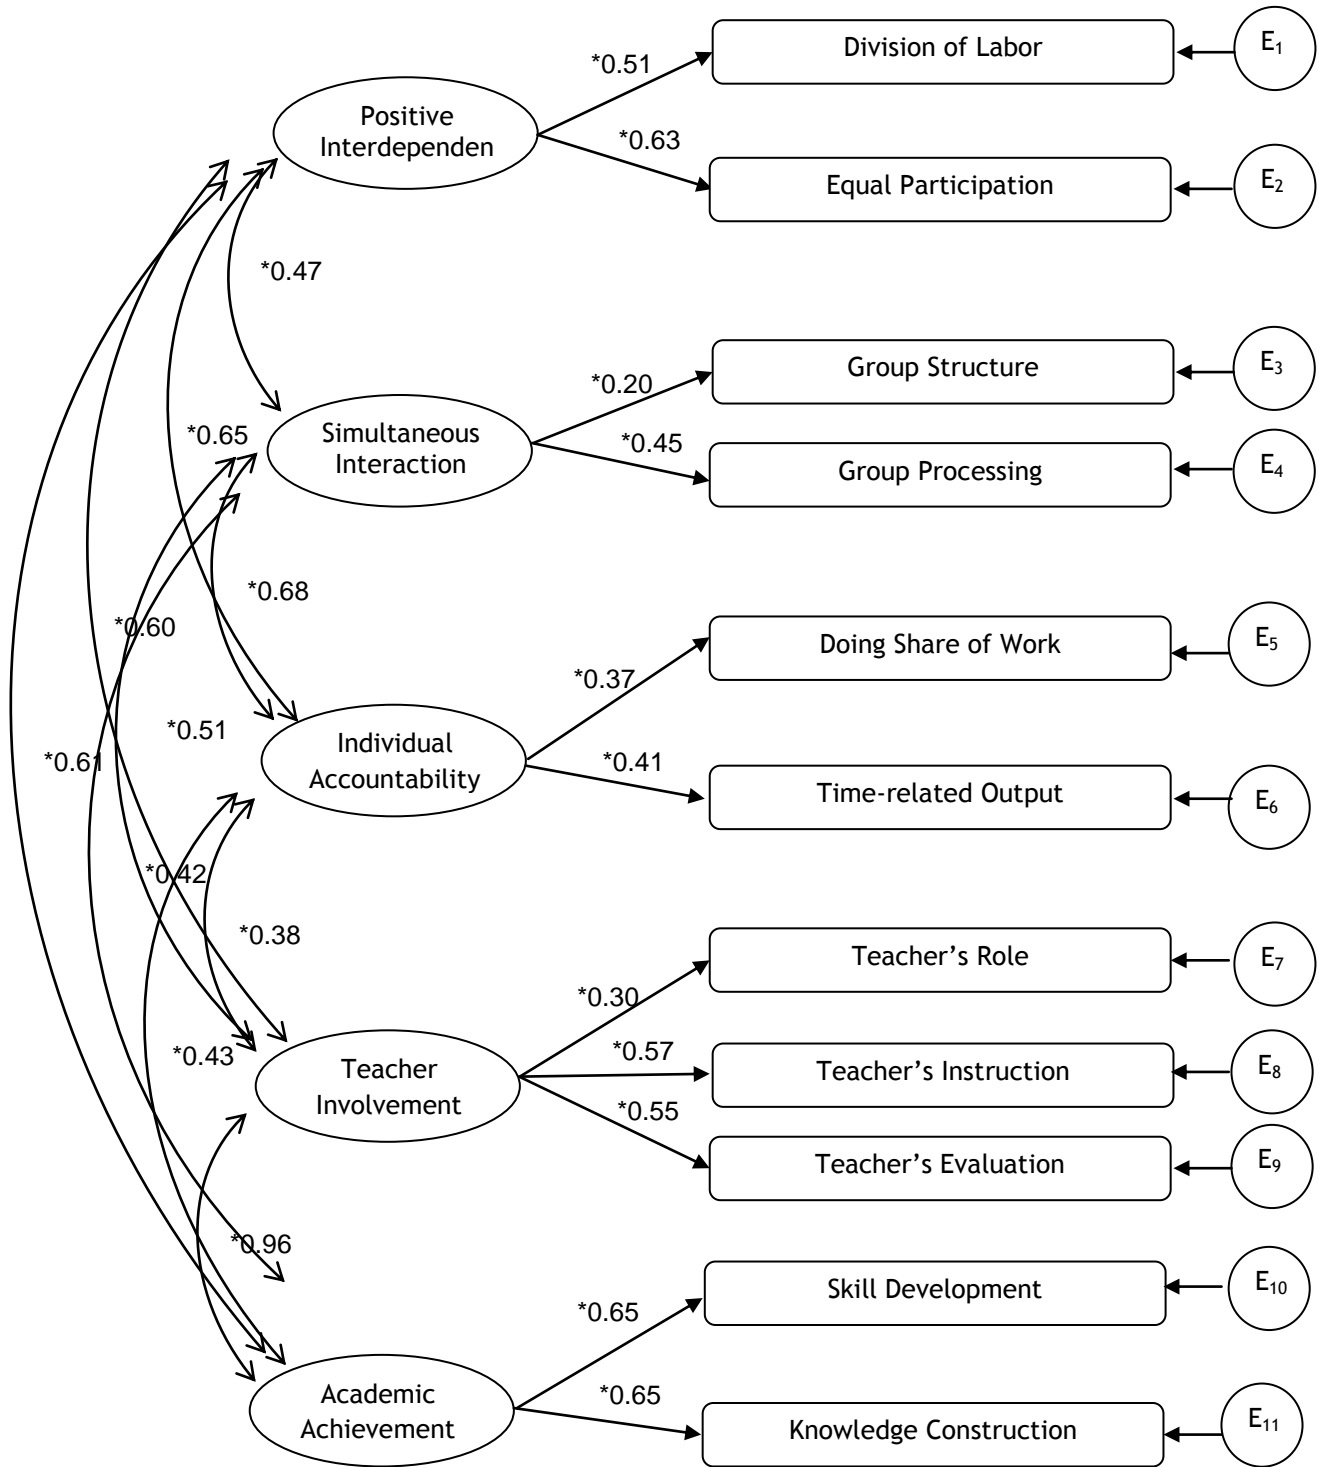 Division of Labor
E1
*0.51
Positive
Interdependen
*0.63
Equal Participation
E2
*0.47
Group Structure
E3
*0.20
*0.65
Simultaneous
Interaction
*0.45
Group Processing
E4
*0.68
*0.60
Doing Share of Work
E5
*0.37
*0.51
Individual
Accountability
*0.61
*0.41
Time-related Output
E6
*0.42
*0.38
Teacher’s Role
E7
*0.30
*0.43
Teacher
Involvement
*0.57
Teacher’s Instruction
E8
*0.55
Teacher’s Evaluation
E9
*0.96
Skill Development
E10
*0.65
Academic
Achievement
*0.65
Knowledge Construction
E11